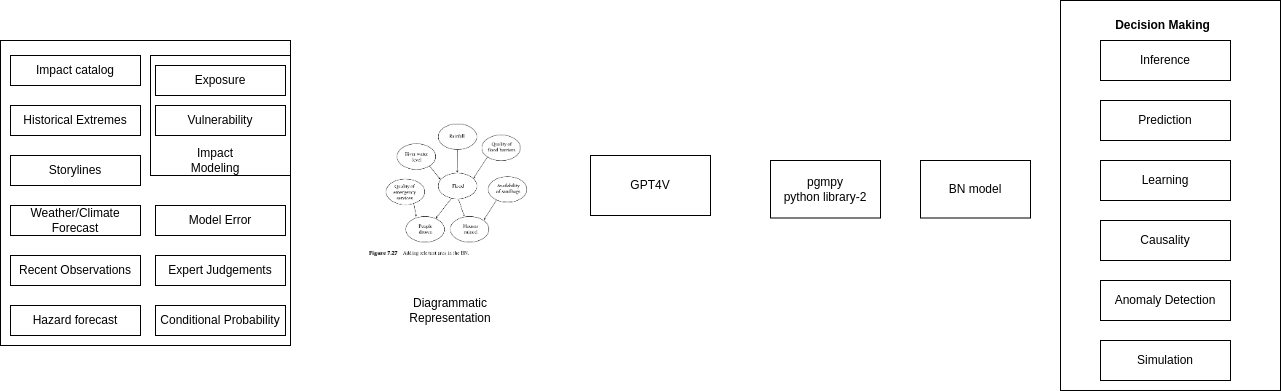 Impact catalog
Historical Extremes
Storylines
Weather/Climate
Forecast
Recent Observations
Hazard forecast
Exposure
Vulnerability
Impact
Modeling
Model Error
Expert Judgements
Conditional Probability
Rainfall
River water
level
Quality of
flood barriers
Quality of
emergency
services
Flood
Availability
of sandbags
People
drown
Houses
ruined
Figure 7.27 Adding relevant arcs in the BN.
Diagrammatic
Representation
GPT4V
pgmpy
python library-2
BN model
Decision Making
Inference
Prediction
Learning
Causality
Anomaly Detection
Simulation